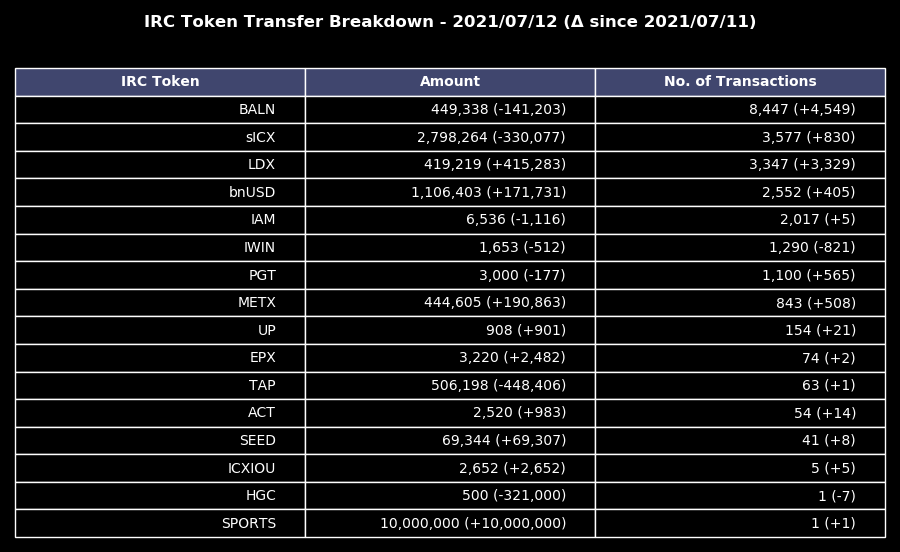 IRC Token Transfer Breakdown - 2021/07/12 (Δ since 2021/07/11)
IRC Token Amount No. of Transactions
BALN 449,338 (-141,203) 8,447 (+4,549)
sICX 2,798,264 (-330,077) 3,577 (+830)
LDX 419,219 (+415,283) 3,347 (+3,329)
bnUSD 1,106,403 (+171,731) 2,552 (+405)
IAM 6,536 (-1,116) 2,017 (+5)
IWIN 1,653 (-512) 1,290 (-821)
PGT 3,000 (-177) 1,100 (+565)
METX 444,605 (+190,863) 843 (+508)
UP 908 (+901) 154 (+21)
EPX 3,220 (+2,482) 74 (+2)
TAP 506,198 (-448,406) 63 (+1)
ACT 2,520 (+983) 54 (+14)
SEED 69,344 (+69,307) 41 (+8)
ICXIOU 2,652 (+2,652) 5 (+5)
HGC 500 (-321,000) 1 (-7)
SPORTS 10,000,000 (+10,000,000) 1 (+1)